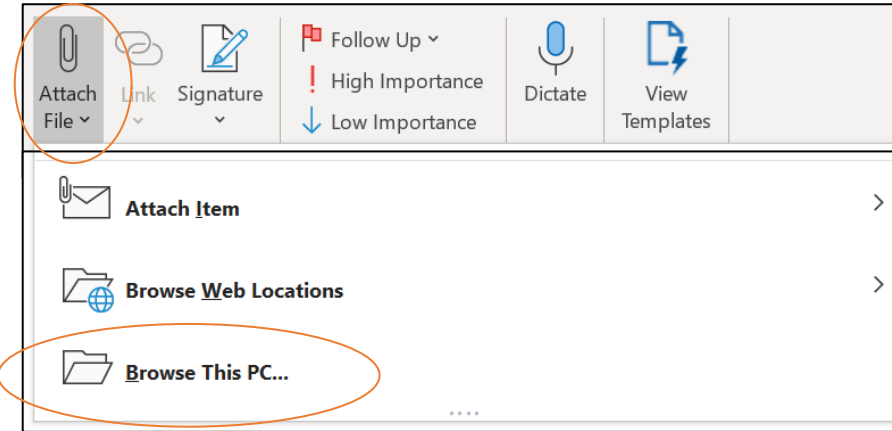 Attach
File
Link
Signature
Follow Up
High Importance
Low Importance
Dictate
View
Templates
Attach Item
Browse Web Locations
Browse This PC...